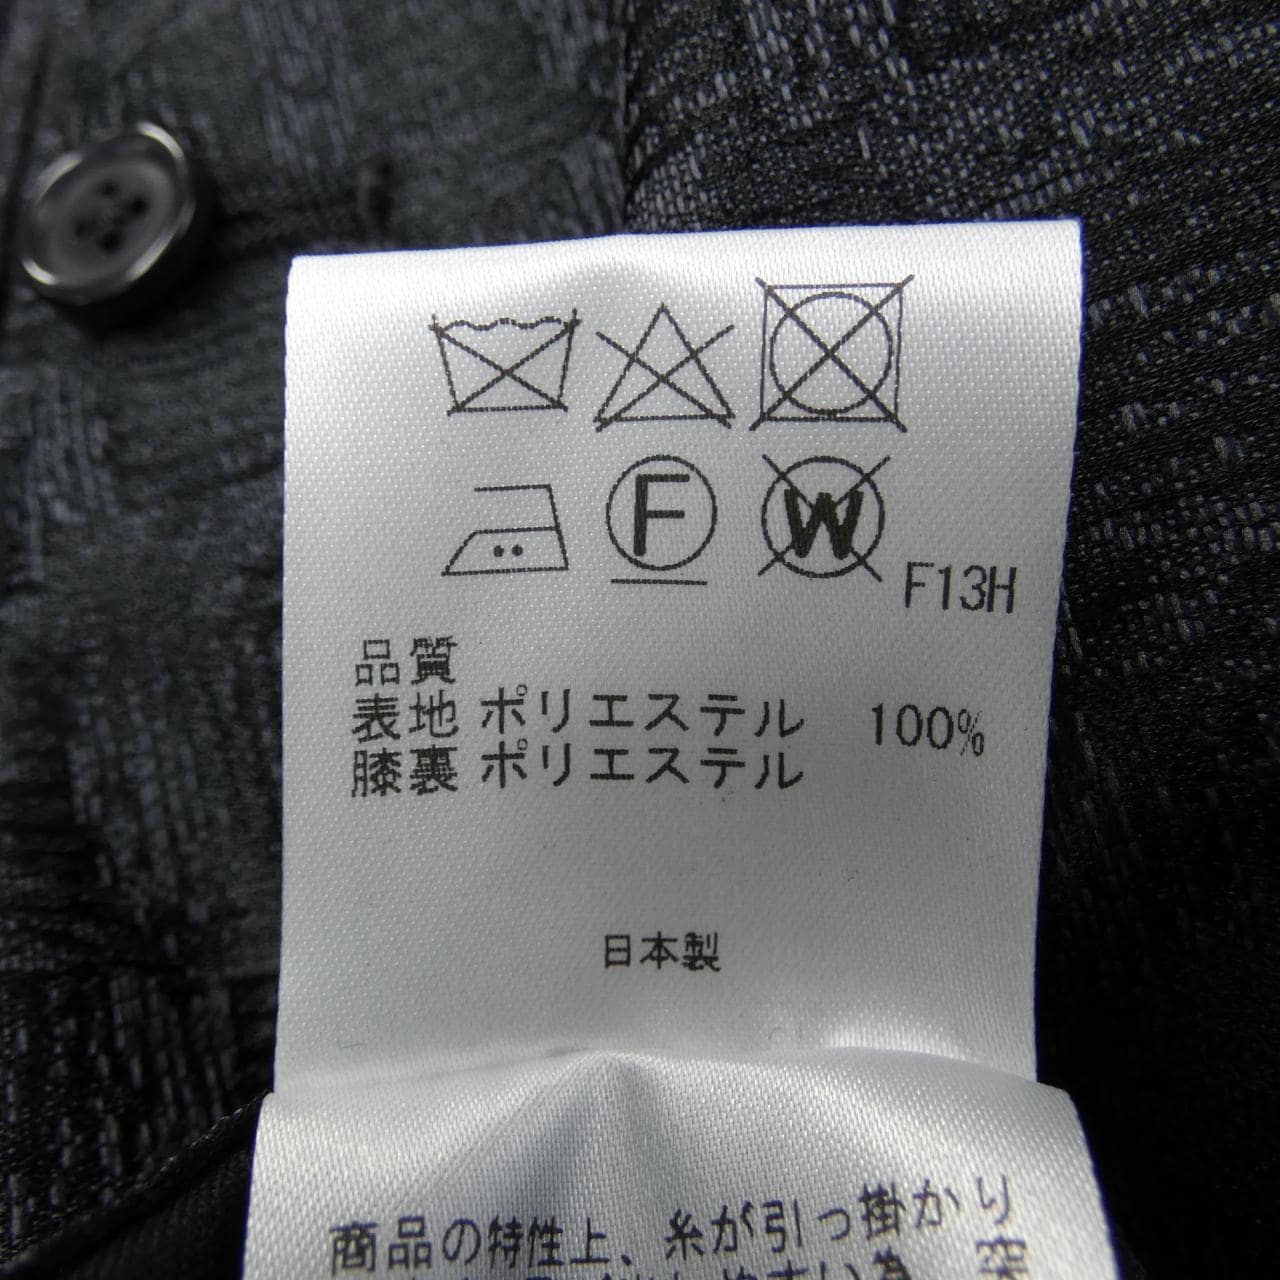 F
W
F13H
品質
表地 ポリエステル 100%
膝裏 ポリエステル
日本製
商品の特性上、糸が引っ掛かり